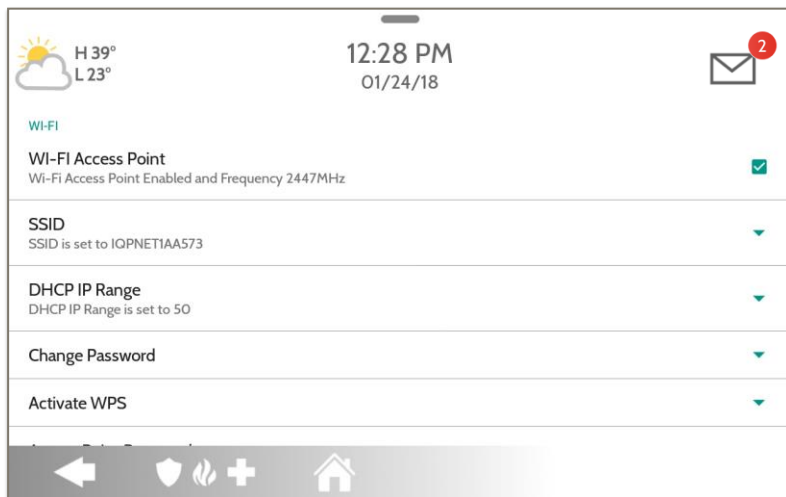 H 39°
L 23°
12:28 PM
01/24/18
2
WI-FI
WI-FI Access Point
Wi-Fi Access Point Enabled and Frequency 2447MHz
SSID
SSID is set to IQPNET1AA573
DHCP IP Range
DHCP IP Range is set to 50
Change Password
Activate WPS